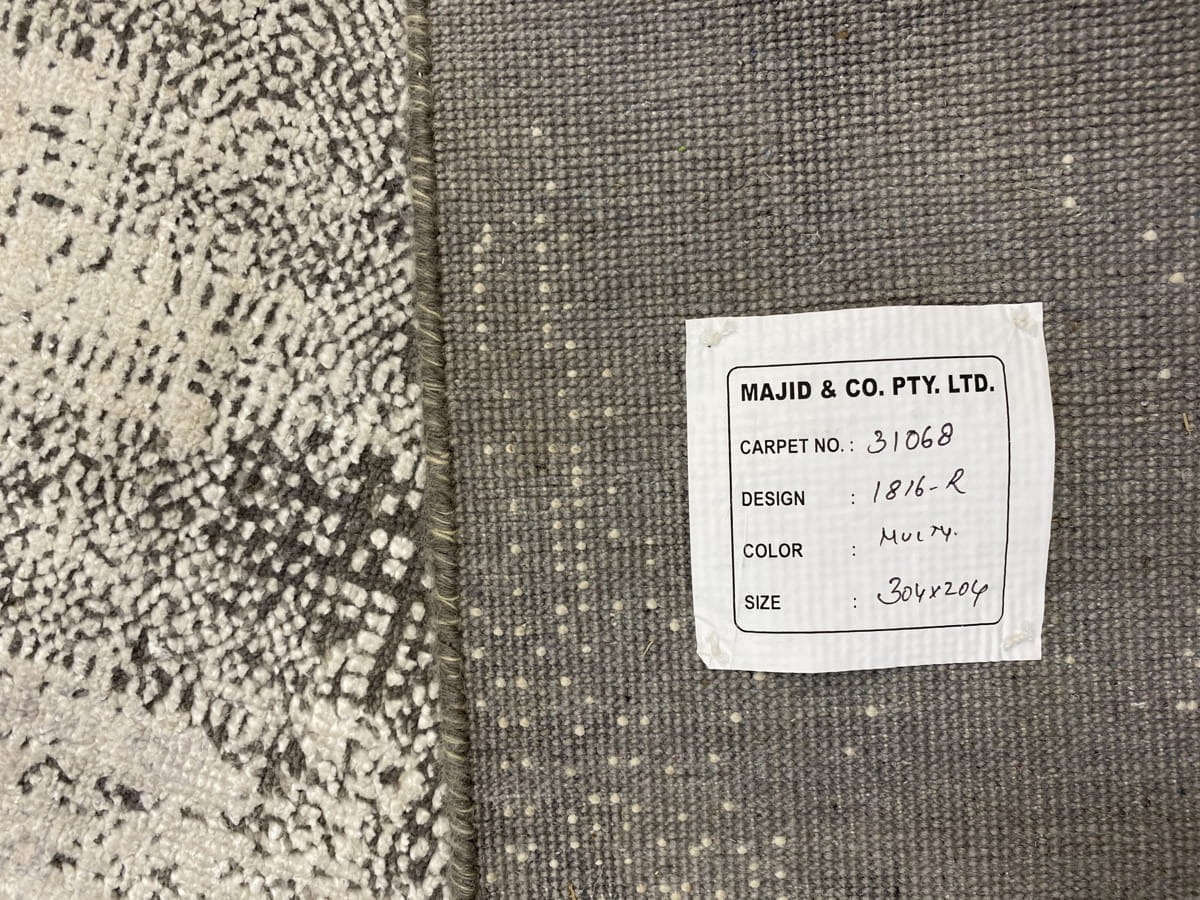 MAJID & CO. PTY. LTD.
CARPET NO. : 31068
DESIGN : 1816-R
COLOR : MULTY.
SIZE : 304x204